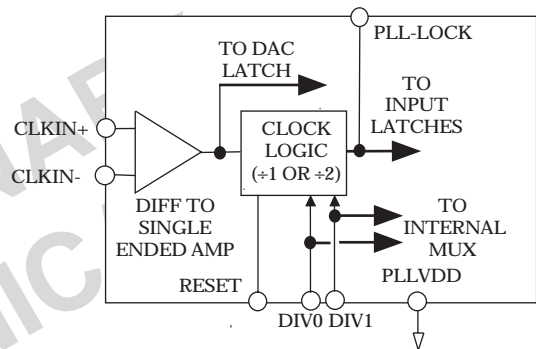 PLL-LOCK
TO DAC
LATCH
TO
INPUT
LATCHES
CLKIN+
CLKIN-
CLOCK
LOGIC
(÷1 OR ÷2)
DIFF TO
SINGLE
ENDED AMP
TO
INTERNAL
MUX
RESET
PLLVDD
DIV0 DIV1